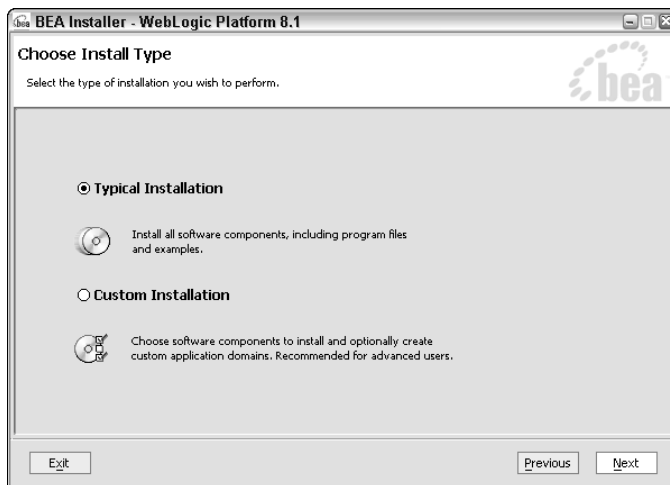 bea BEA Installer - WebLogic Platform 8.1
Choose Install Type
Select the type of installation you wish to perform.
bea
Typical Installation
Install all software components, including program files
and examples.
Custom Installation
Choose software components to install and optionally create
custom application domains. Recommended for advanced users.
Exit
Previous
Next